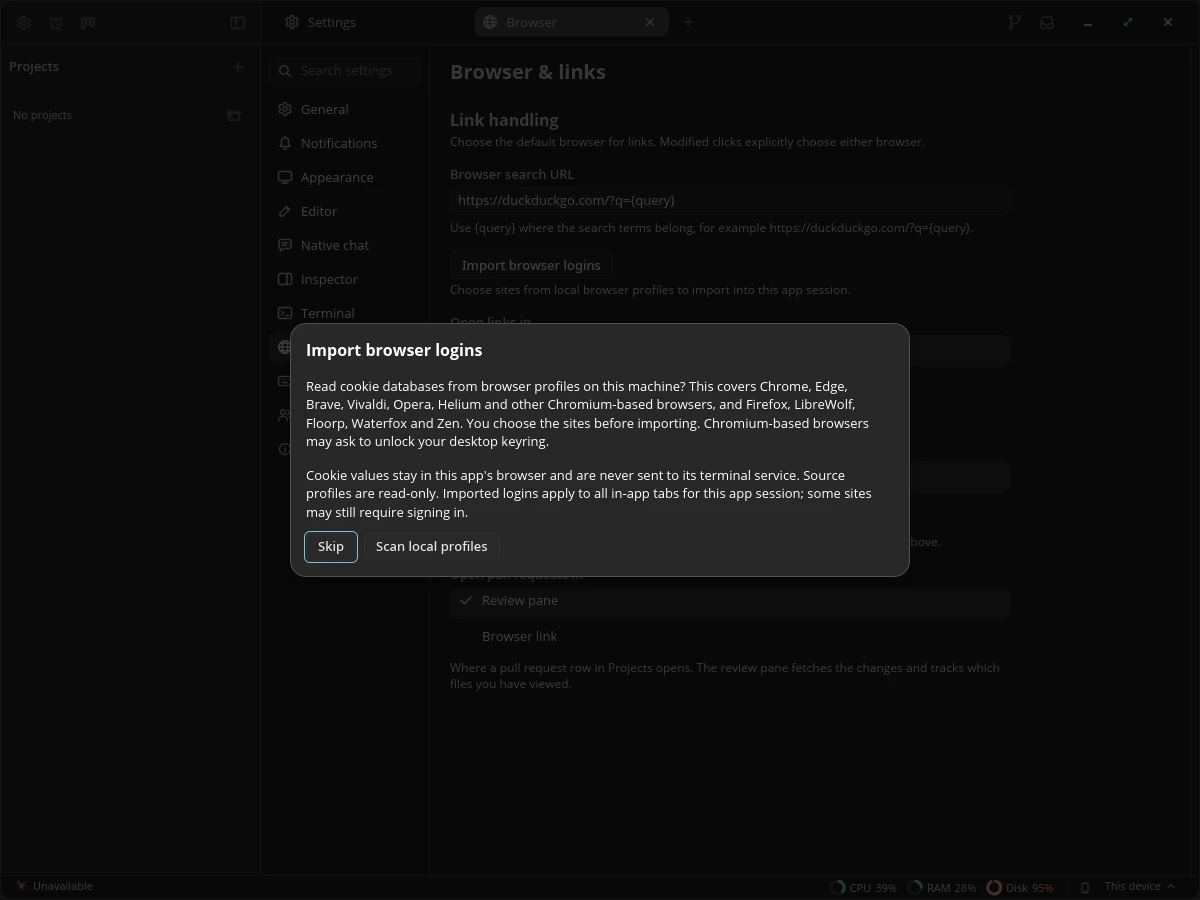 Settings
Browser
Projects
No projects
Search settings
General
Notifications
Appearance
Editor
Native chat
Inspector
Terminal
Browser & links
Link handling
Choose the default browser for links. Modified clicks explicitly choose either browser.
Browser search URL
https://duckduckgo.com/?q={query}
Use {query} where the search terms belong, for example https://duckduckgo.com/?q={query}.
Import browser logins
Choose sites from local browser profiles to import into this app session.
Open links in
Import browser logins
Read cookie databases from browser profiles on this machine? This covers Chrome, Edge,
Brave, Vivaldi, Opera, Helium and other Chromium-based browsers, and Firefox, LibreWolf,
Floorp, Waterfox and Zen. You choose the sites before importing. Chromium-based browsers
may ask to unlock your desktop keyring.
Cookie values stay in this app's browser and are never sent to its terminal service. Source
profiles are read-only. Imported logins apply to all in-app tabs for this app session; some sites
may still require signing in.
Skip
Scan local profiles
bove.
Open pull requests in
Review pane
Browser link
Where a pull request row in Projects opens. The review pane fetches the changes and tracks which
files you have viewed.
Unavailable
CPU 39%
RAM 28%
Disk 95%
This device